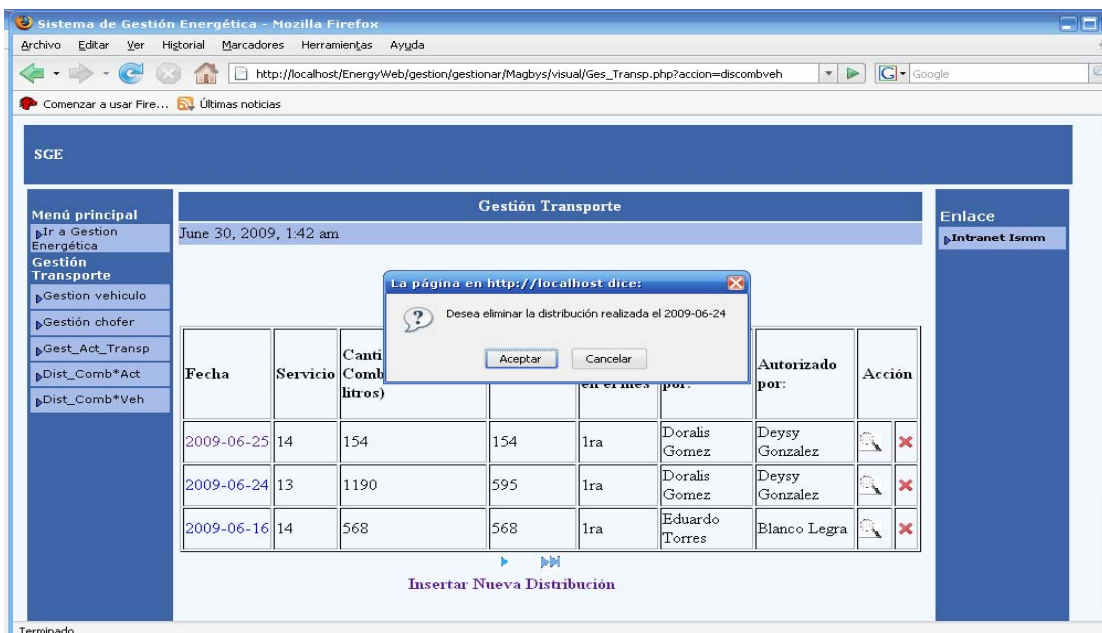 Sistema de Gestión Energética - Mozilla Firefox
Archivo Editar Ver Historial Marcadores Herramientas Ayuda
http://localhost/EnergyWeb/gestion/gestionar/Magbys/visual/Ges_Transp.php?accion=discombveh
Google
Comenzar a usar Fire... Últimas noticias
SGE
Menú principal
Ir a Gestion
Energética
Gestión
Transporte
Gestion vehiculo
Gestión chofer
Gest_Act_Transp
Dist_Comb*Act
Dist_Comb*Veh
Gestión Transporte
June 30, 2009, 1:42 am
La página en http://localhost dice:
Desea eliminar la distribución realizada el 2009-06-24
Aceptar Cancelar
Fecha Servicio Canti
Comb
litros) en el mes por: Autorizado
por: Acción
2009-06-25 14 154 154 1ra Doralis
Gomez Deysy
Gonzalez
2009-06-24 13 1190 595 1ra Doralis
Gomez Deysy
Gonzalez
2009-06-16 14 568 568 1ra Eduardo
Torres Blanco Legra
Insertar Nueva Distribución
Enlace
Intranet Ismm
Terminado